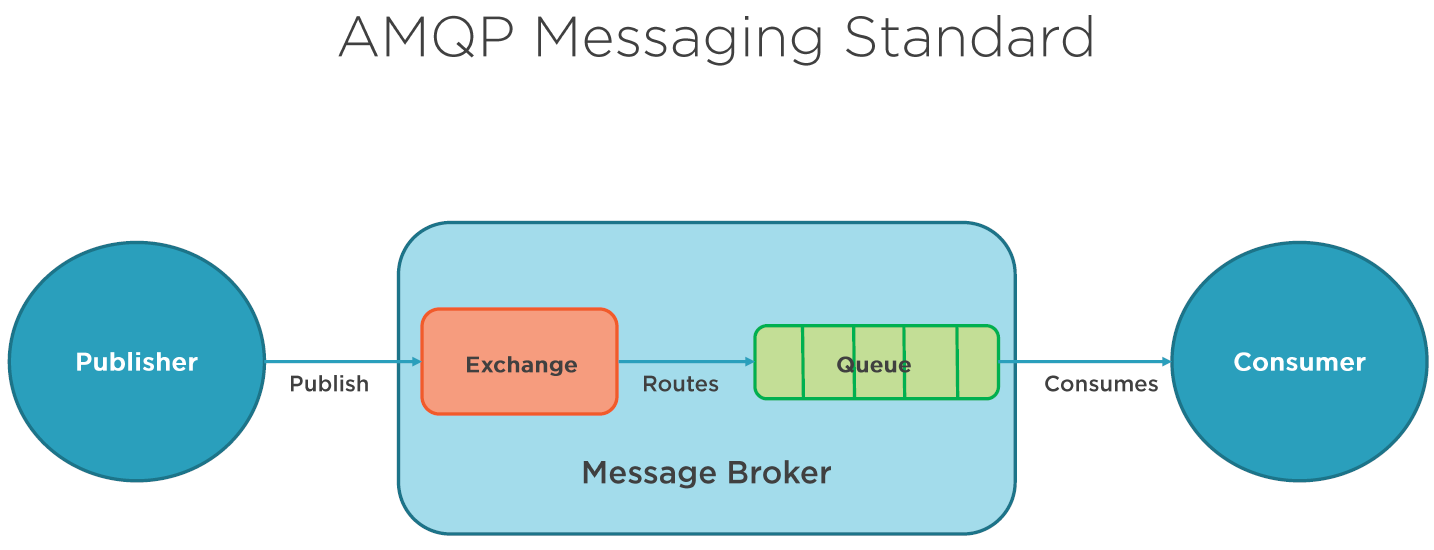 AMQP Messaging Standard
Publisher
Publish
Exchange
Routes
Queue
Consumes
Consumer
Message Broker